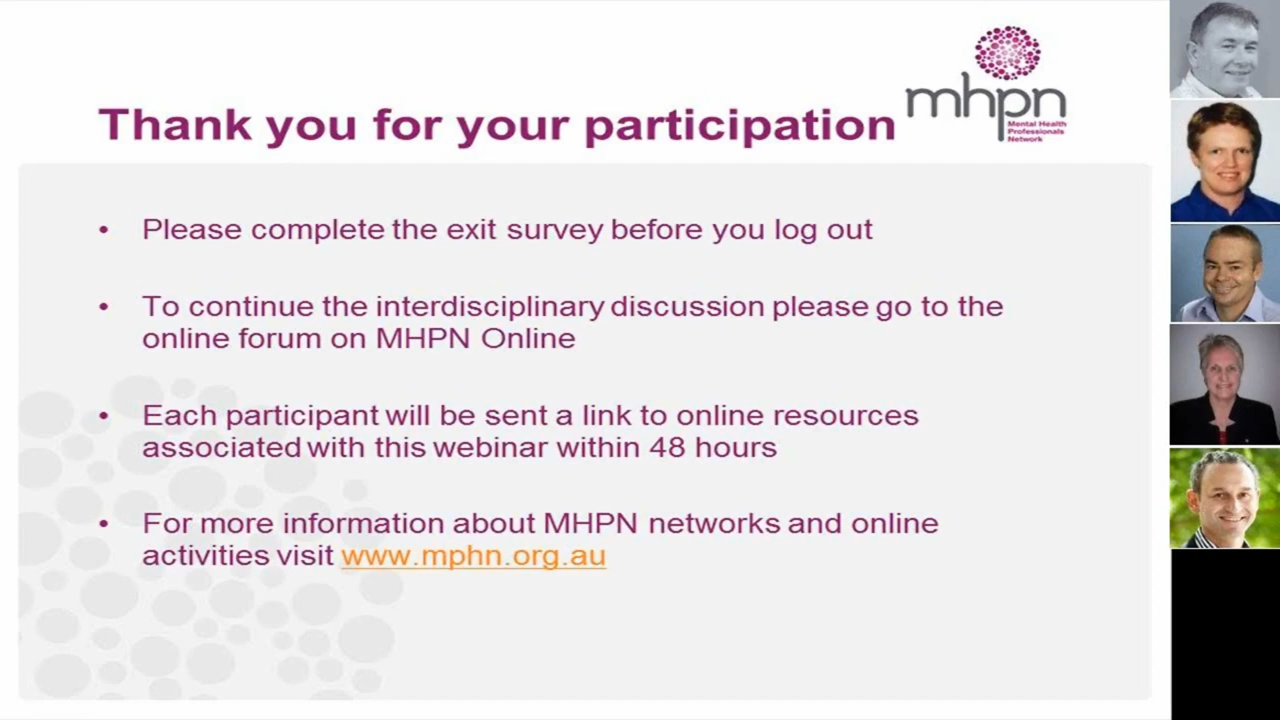 mhpn
Mental Health
Professionals
Network
Thank you for your participation
• Please complete the exit survey before you log out
• To continue the interdisciplinary discussion please go to the
online forum on MHPN Online
• Each participant will be sent a link to online resources
associated with this webinar within 48 hours
• For more information about MHPN networks and online
activities visit www.mphn.org.au